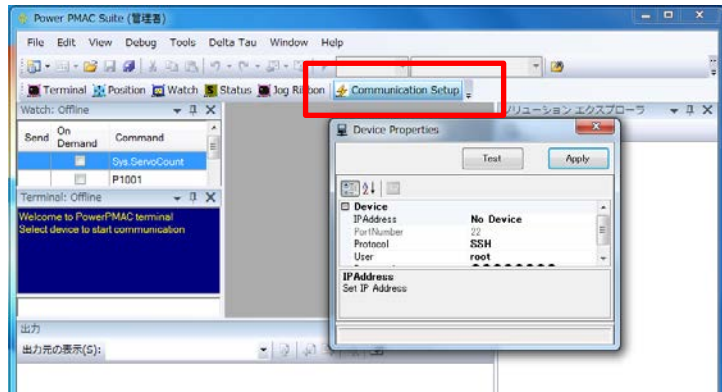 Power PMAC Suite (管理者)
File Edit View Debug Tools Delta Tau Window Help
Terminal Position Watch Status Jog Ribbon Communication Setup
Watch: Offline
ソリューション エクスプローラ
Send On Demand Command
Sys.ServoCount
P1001
Terminal: Offline
Welcome to PowerPMAC terminal
Select device to start communication
Device Properties
Test Apply
Device
IPAddress No Device
PortNumber 22
Protocol SSH
User root
IPAddress
Set IP Address
出力
出力元の表示(S):